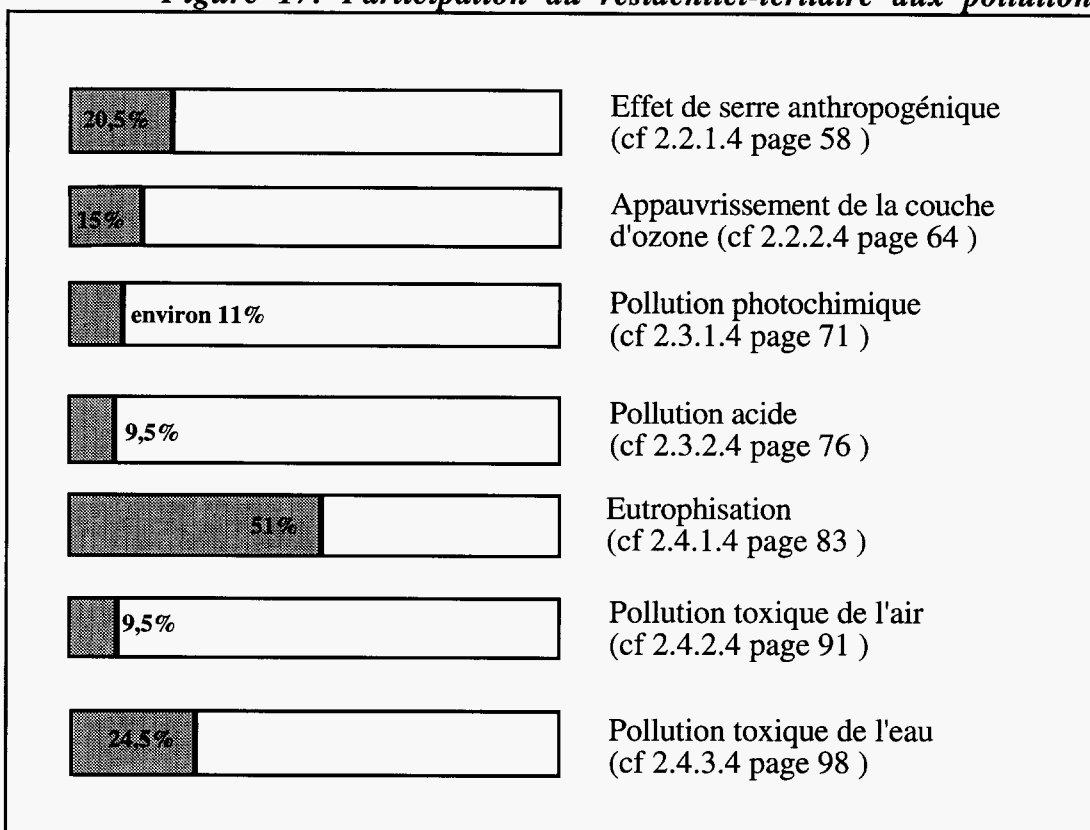 Figure 17: Participation du résidentiel-tertiaire aux pollution
20,5%
Effet de serre anthropogénique
(cf 2.2.1.4 page 58 )
15%
Appauvrissement de la couche
d'ozone (cf 2.2.2.4 page 64 )
environ 11%
Pollution photochimique
(cf 2.3.1.4 page 71 )
9,5%
Pollution acide
(cf 2.3.2.4 page 76 )
51%
Eutrophisation
(cf 2.4.1.4 page 83 )
9,5%
Pollution toxique de l'air
(cf 2.4.2.4 page 91 )
24,5%
Pollution toxique de l'eau
(cf 2.4.3.4 page 98 )